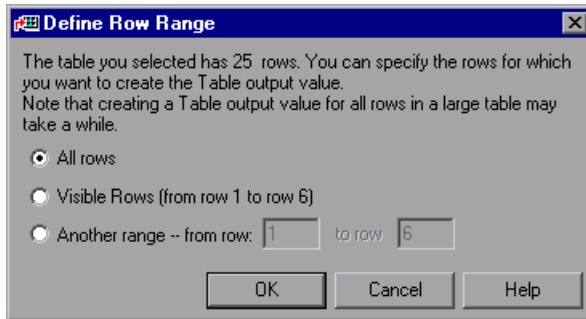 Define Row Range
The table you selected has 25 rows. You can specify the rows for which
you want to create the Table output value.
Note that creating a Table output value for all rows in a large table may
take a while.
All rows
Visible Rows (from row 1 to row 6)
Another range -- from row: 1 to row 6
OK Cancel Help